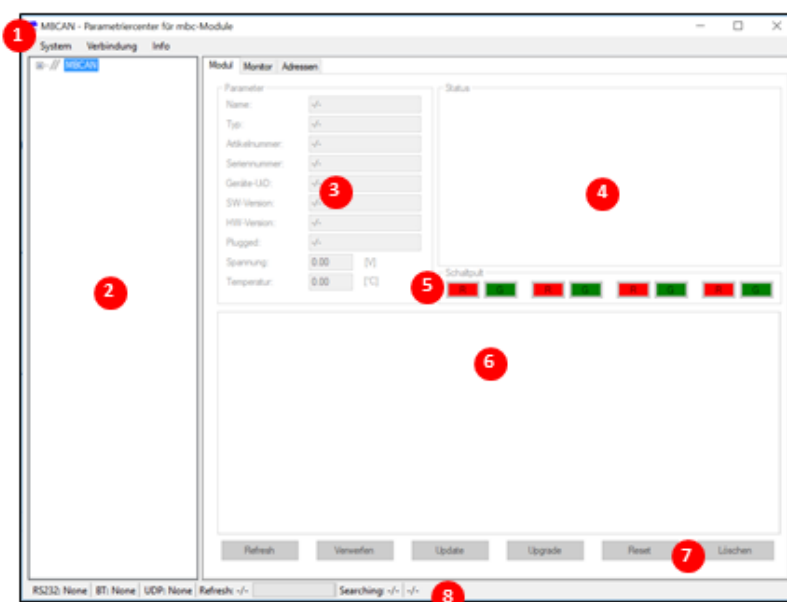 MBCAN - Parametriercenter für mbc-Module
1
System Verbindung Info
MBCAN
Modul Monitor Adressen
Parameter
Status
Name: -/-
Typ: -/-
Artikelnummer: -/-
Seriennummer: -/-
Geräte-UID: -/-
3
4
SW-Version: -/-
HW-Version: -/-
Plugged: -/-
Spannung: 0.00 [V]
Temperatur: 0.00 [°C]
Schaltpult
5
R G R G R G R G
2
6
Refresh Verwerfen Update Upgrade Reset Löschen
7
RS232: None BT: None UDP: None Refresh: -/- Searching: -/- -/-
8